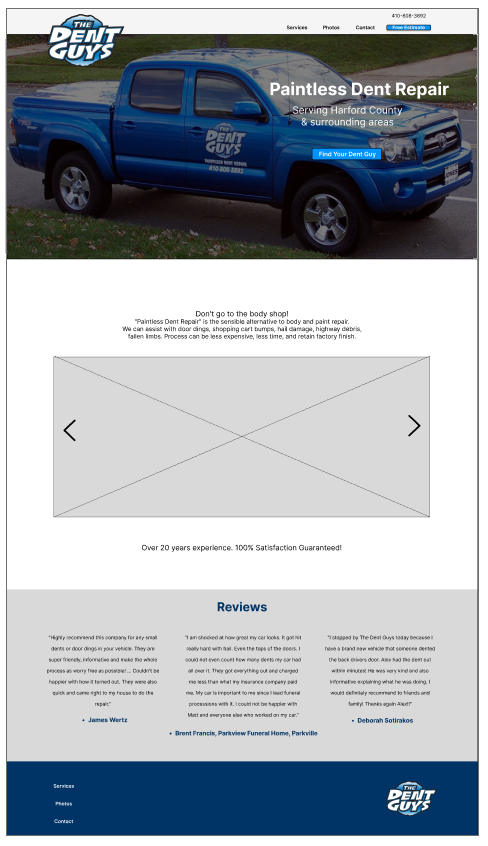 410-608-3892
THE DENT GUYS
Services Photos Contact Free Estimate
Paintless Dent Repair
Serving Harford County
& surrounding areas
Find Your Dent Guy
THE
DENT
GUYS
PAINTLESS DENT REPAIR
410-608-3892
Don't go to the body shop!
"Paintless Dent Repair" is the sensible alternative to body and paint repair.
We can assist with door dings, shopping cart bumps, hail damage, highway debris,
fallen limbs. Process can be less expensive, less time, and retain factory finish.
Over 20 years experience. 100% Satisfaction Guaranteed!
Reviews
"Highly recommend this company for any small
dents or door dings in your vehicle. They are
super friendly, informative and make the whole
process as worry free as possible! ... Couldn't be
happier with how it turned out. They were also
quick and came right to my house to do the
repair."
• James Wertz
"I am shocked at how great my car looks. It got hit
really hard with hail. Even the tops of the doors. I
could not even count how many dents my car had
all over it. They got everything out and charged
me less than what my insurance company paid
me. My car is important to me since I lead funeral
processions with it. I could not be happier with
Matt and everyone else who worked on my car."
• Brent Francis, Parkview Funeral Home, Parkville
"I stopped by The Dent Guys today because I
have a brand new vehicle that someone dented
the back drivers door. Alex had the dent out
within minutes! He was very kind and also
informative explaining what he was doing. I
would definitely recommend to friends and
family! Thanks again Alex!!"
• Deborah Sotirakos
Services
Photos
Contact
THE
DENT
GUYS